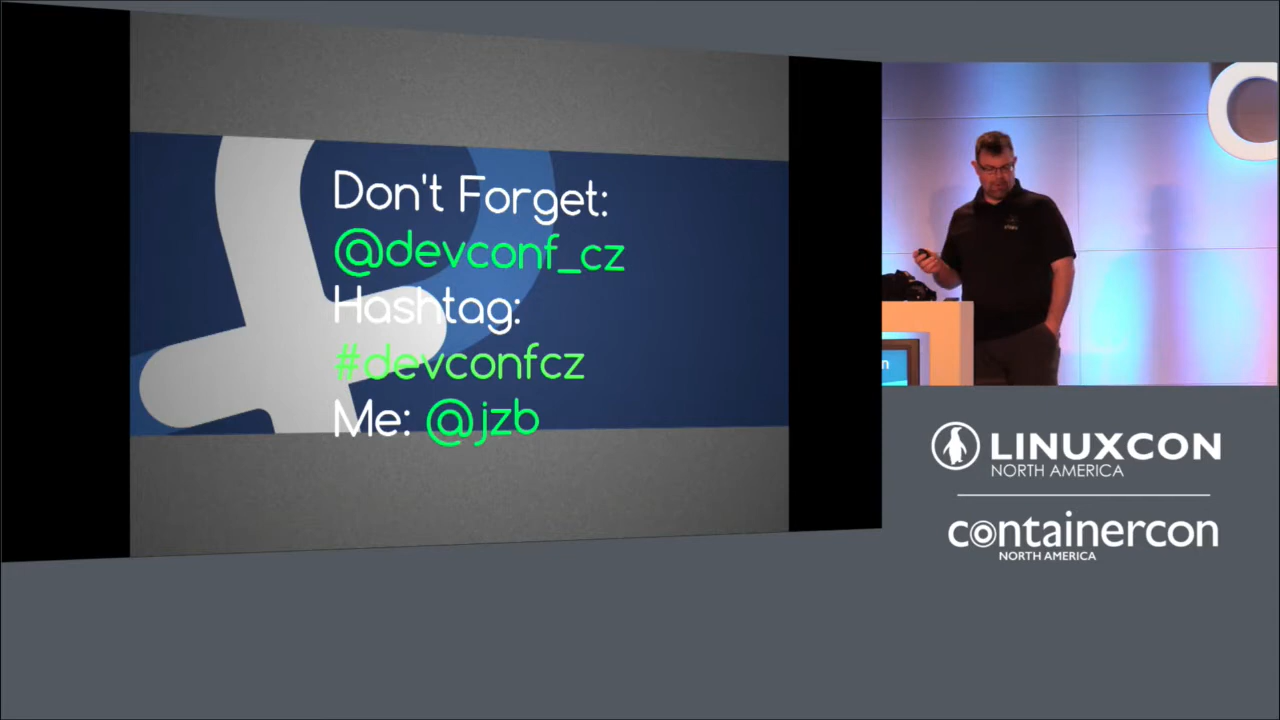 Don't Forget:
@devconf_cz
Hashtag:
#devconfcz
Me: @jzb
n
LINUXCON
NORTH AMERICA
containercon
NORTH AMERICA